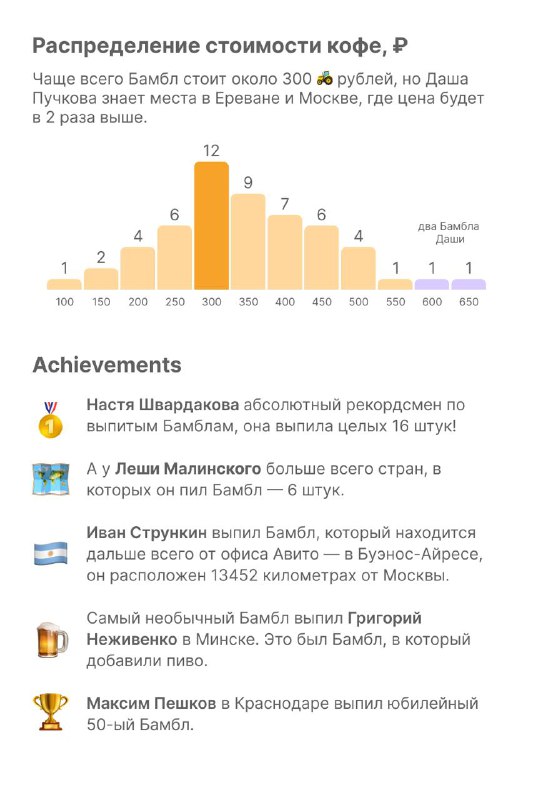 Распределение стоимости кофе, ₽
Чаще всего Бамбл стоит около 300 🚜 рублей, но Даша
Пучкова знает места в Ереване и Москве, где цена будет
в 2 раза выше.
12
9
7
6
6
4
4
2
1
1
1
1
два Бамбла
Даши
100 150 200 250 300 350 400 450 500 550 600 650
Achievements
Настя Швардакова абсолютный рекордсмен по
выпитым Бамблам, она выпила целых 16 штук!
А у Леши Малинского больше всего стран, в
которых он пил Бамбл — 6 штук.
Иван Стрункин выпил Бамбл, который находится
дальше всего от офиса Авито — в Буэнос-Айресе,
он расположен 13452 километрах от Москвы.
Самый необычный Бамбл выпил Григорий
Неживенко в Минске. Это был Бамбл, в который
добавили пиво.
Максим Пешков в Краснодаре выпил юбилейный
50-ый Бамбл.